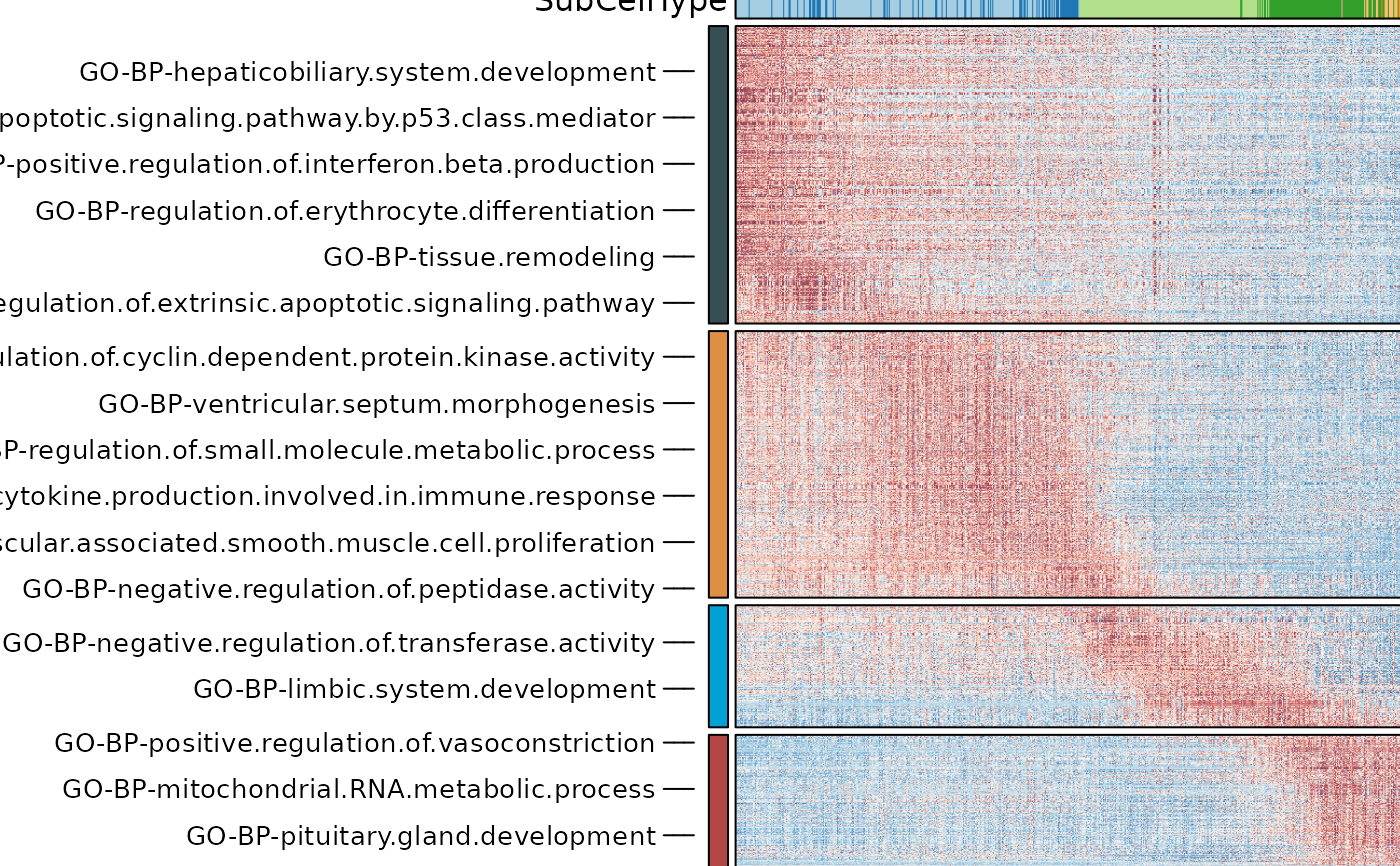 SubCellType
GO-BP-hepaticobiliary.system.development
poptotic.signaling.pathway.by.p53.class.mediator
P-positive.regulation.of.interferon.beta.production
GO-BP-regulation.of.erythrocyte.differentiation
GO-BP-tissue.remodeling
egulation.of.extrinsic.apoptotic.signaling.pathway
ulation.of.cyclin.dependent.protein.kinase.activity
GO-BP-ventricular.septum.morphogenesis
BP-regulation.of.small.molecule.metabolic.process
cytokine.production.involved.in.immune.response
scular.associated.smooth.muscle.cell.proliferation
GO-BP-negative.regulation.of.peptidase.activity
GO-BP-negative.regulation.of.transferase.activity
GO-BP-limbic.system.development
GO-BP-positive.regulation.of.vasoconstriction
GO-BP-mitochondrial.RNA.metabolic.process
GO-BP-pituitary.gland.development